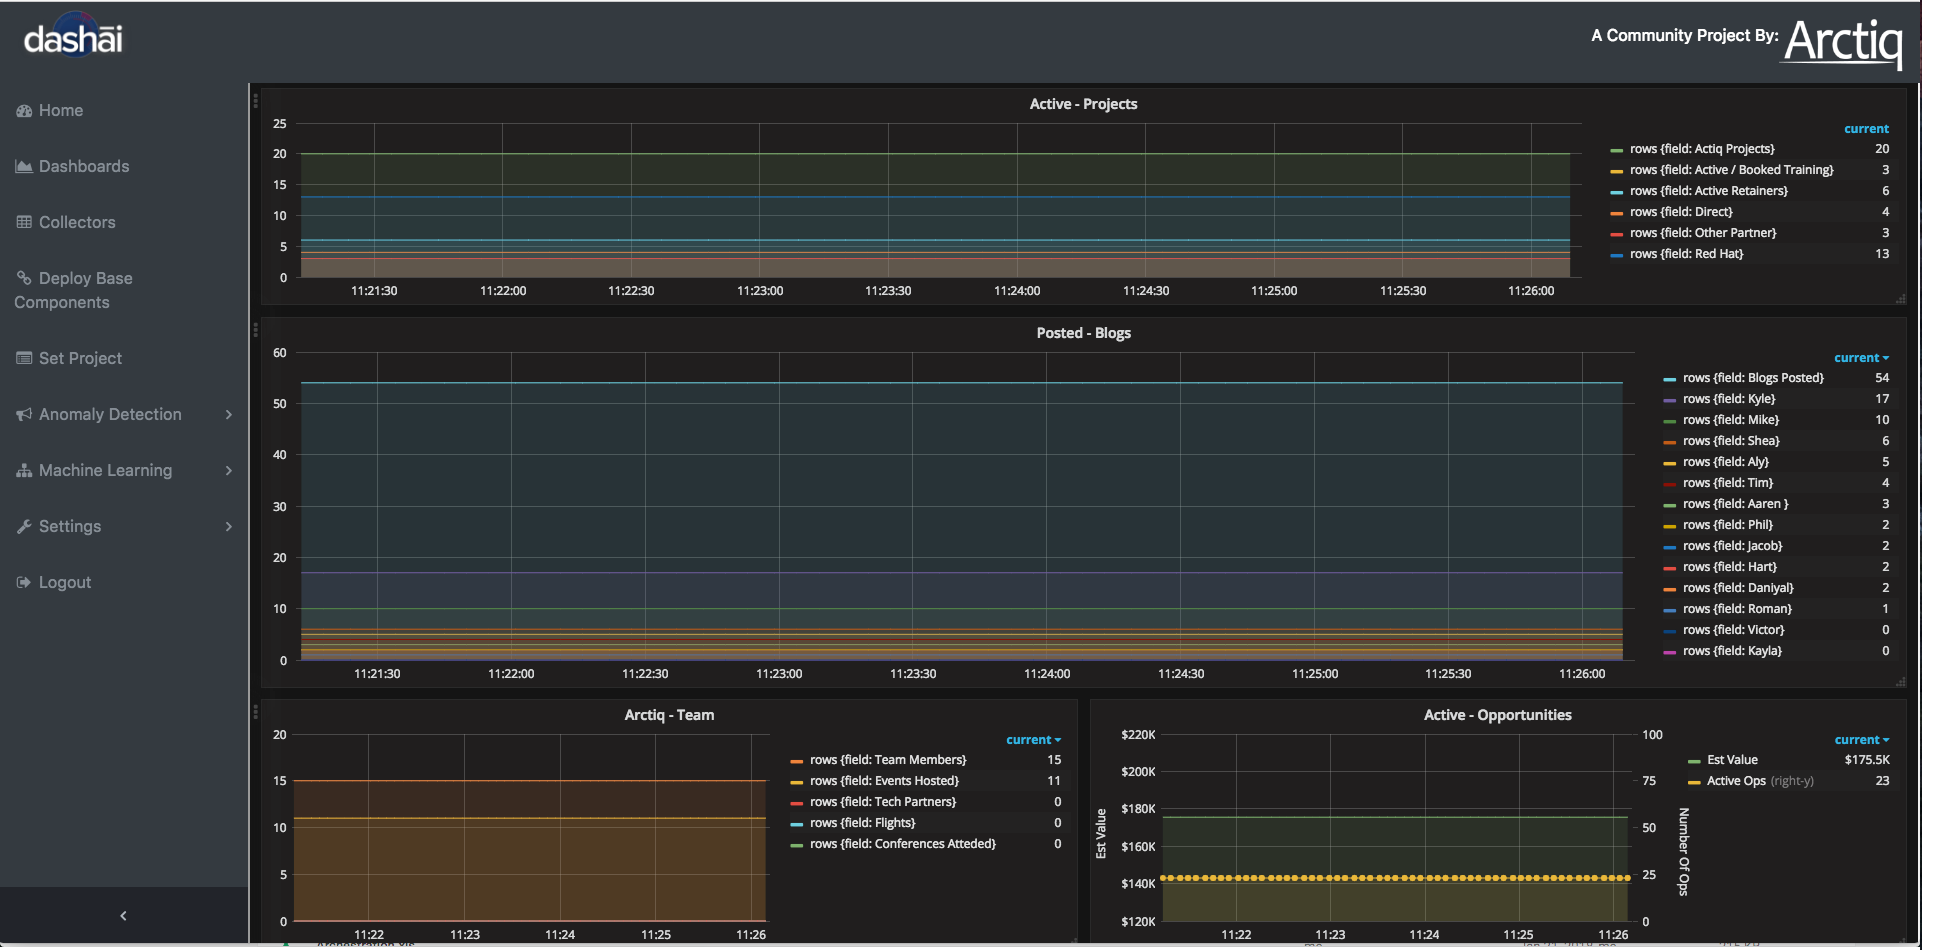 dashāi
A Community Project By: Arctiq
Home
Dashboards
Collectors
Deploy Base
Components
Set Project
Anomaly Detection
Machine Learning
Settings
Logout
Active - Projects
25
20
15
10
5
0
11:21:30 11:22:00 11:22:30 11:23:00 11:23:30 11:24:00 11:24:30 11:25:00 11:25:30 11:26:00
current
rows {field: Actiq Projects} 20
rows {field: Active / Booked Training} 3
rows {field: Active Retainers} 6
rows {field: Direct} 4
rows {field: Other Partner} 3
rows {field: Red Hat} 13
Posted - Blogs
60
50
40
30
20
10
0
11:21:30 11:22:00 11:22:30 11:23:00 11:23:30 11:24:00 11:24:30 11:25:00 11:25:30 11:26:00
current
rows {field: Blogs Posted} 54
rows {field: Kyle} 17
rows {field: Mike} 10
rows {field: Shea} 6
rows {field: Aly} 5
rows {field: Tim} 4
rows {field: Aaren } 3
rows {field: Phil} 2
rows {field: Jacob} 2
rows {field: Hart} 2
rows {field: Daniyal} 2
rows {field: Roman} 1
rows {field: Victor} 0
rows {field: Kayla} 0
Arctiq - Team
20
15
10
5
0
11:22 11:23 11:24 11:25 11:26
current
rows {field: Team Members} 15
rows {field: Events Hosted} 11
rows {field: Tech Partners} 0
rows {field: Flights} 0
rows {field: Conferences Atteded} 0
Active - Opportunities
Est Value
$220K
$200K
$180K
$160K
$140K
$120K
11:22 11:23 11:24 11:25 11:26
100
75
50
25
0
Number Of Ops
current
Est Value $175.5K
Active Ops (right-y) 23